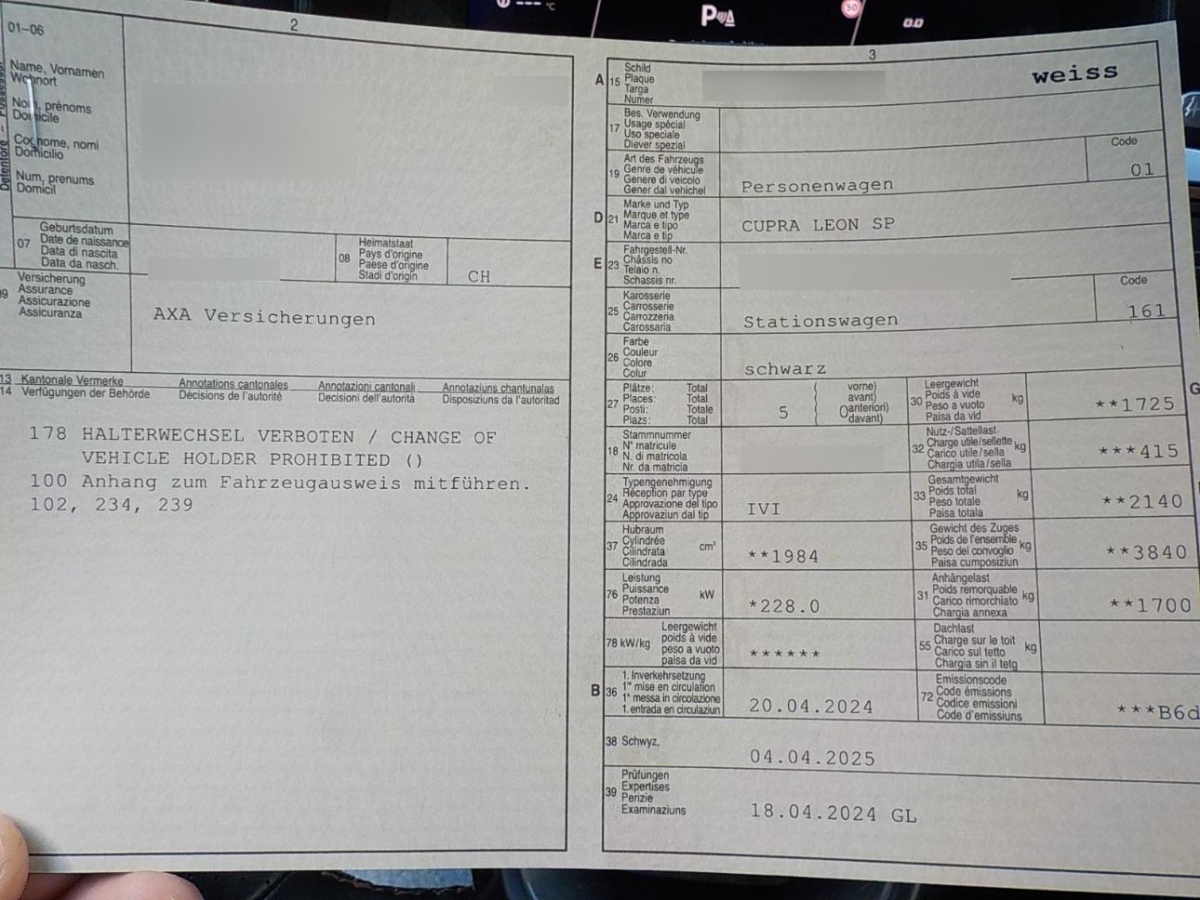 --- °C
P
50
2
01–06
Name, Vornamen
Wohnort
Nom, prénoms
Domicile
Cognome, nomi
Domicilio
Num, prenums
Domicil
07
Geburtsdatum
Date de naissance
Data di nascita
Data da nasch.
08
Heimatstaat
Pays d'origine
Paese d'origine
Stadi d'origin
CH
09
Versicherung
Assurance
Assicurazione
Assicuranza
AXA Versicherungen
13 Kantonale Vermerke Annotations cantonales Annotazioni cantonali Annotaziuns chantunalas
14 Verfügungen der Behörde Décisions de l'autorité Decisioni dell'autorità Disposiziuns da l'autoritad
178 HALTERWECHSEL VERBOTEN / CHANGE OF
VEHICLE HOLDER PROHIBITED ()
100 Anhang zum Fahrzeugausweis mitführen.
102, 234, 239
3
A 15
Schild
Plaque
Targa
Numer
weiss
17
Bes. Verwendung
Usage spécial
Uso speciale
Diever spezial
19
Art des Fahrzeugs
Genre de véhicule
Genere di veicolo
Gener dal vehichel
Personenwagen
Code
01
D 21
Marke und Typ
Marque et type
Marca e tipo
Marca e tip
CUPRA LEON SP
E 23
Fahrgestell-Nr.
Châssis no
Telaio n.
Schassis nr.
25
Karosserie
Carrosserie
Carrozzeria
Carossaria
Stationswagen
Code
161
26
Farbe
Couleur
Colore
Colur
schwarz
27
Plätze: Total
Places: Total
Posti: Totale
Plazs: Total
5
( vorne)
( avant)
( 0 anteriori)
( davant)
30
Leergewicht
Poids à vide
Peso a vuoto
Paisa da vid
kg
**1725
G
18
Stammnummer
N° matricule
N. di matricola
Nr. da matricla
32
Nutz-/Sattellast
Charge utile/sellette
Carico utile/sella
Chargia utila/sella
kg
***415
24
Typengenehmigung
Réception par type
Approvazione del tipo
Approvaziun dal tip
IVI
33
Gesamtgewicht
Poids total
Peso totale
Paisa totala
kg
**2140
37
Hubraum
Cylindrée
Cilindrata
Cilindrada
cm³
**1984
35
Gewicht des Zuges
Poids de l'ensemble
Peso del convoglio
Paisa cumposiziun
kg
**3840
76
Leistung
Puissance
Potenza
Prestaziun
kW
*228.0
31
Anhängelast
Poids remorquable
Carico rimorchiato
Chargia annexa
kg
**1700
78 kW/kg
Leergewicht
poids à vide
peso a vuoto
paisa da vid
******
55
Dachlast
Charge sur le toit
Carico sul tetto
Chargia sin il tetg
kg
B 36
1. Inverkehrsetzung
1re mise en circulation
1a messa in circolazione
1. entrada en circulaziun
20.04.2024
72
Emissionscode
Code émissions
Codice emissioni
Code d'emissiuns
***B6d
38 Schwyz,
04.04.2025
39
Prüfungen
Expertises
Perizie
Examinaziuns
18.04.2024 GL